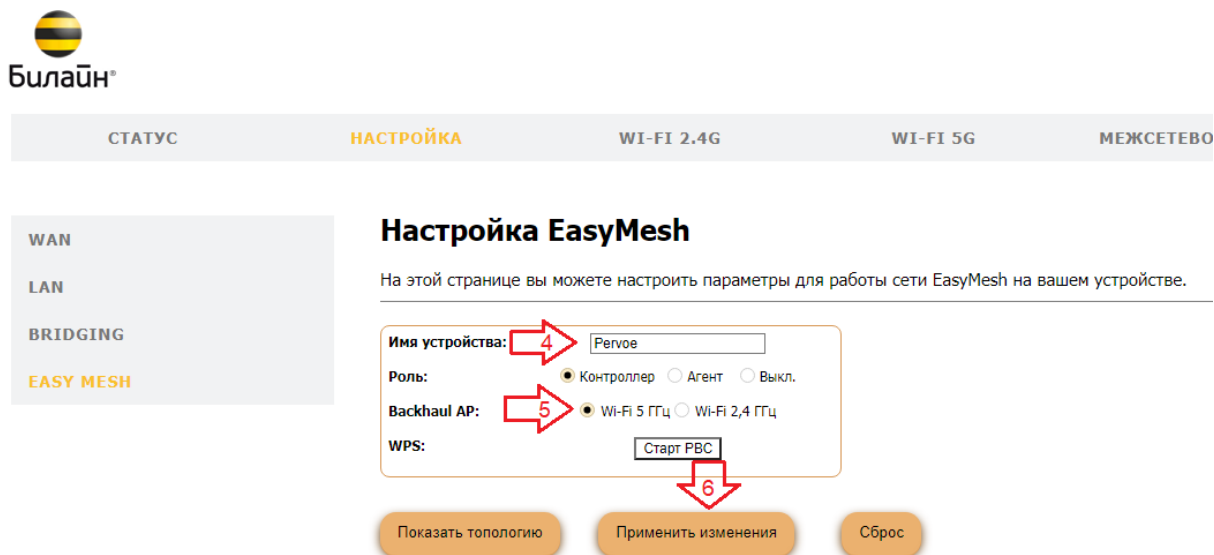 Билайн®
СТАТУС НАСТРОЙКА WI-FI 2.4G WI-FI 5G МЕЖСЕТЕВО
WAN
LAN
BRIDGING
EASY MESH
Настройка EasyMesh
На этой странице вы можете настроить параметры для работы сети EasyMesh на вашем устройстве.
Имя устройства: 4 Pervoe
Роль: Контроллер Агент Выкл.
Backhaul AP: 5 Wi-Fi 5 ГГц Wi-Fi 2,4 ГГц
WPS: Старт PBC
6
Показать топологию Применить изменения Сброс